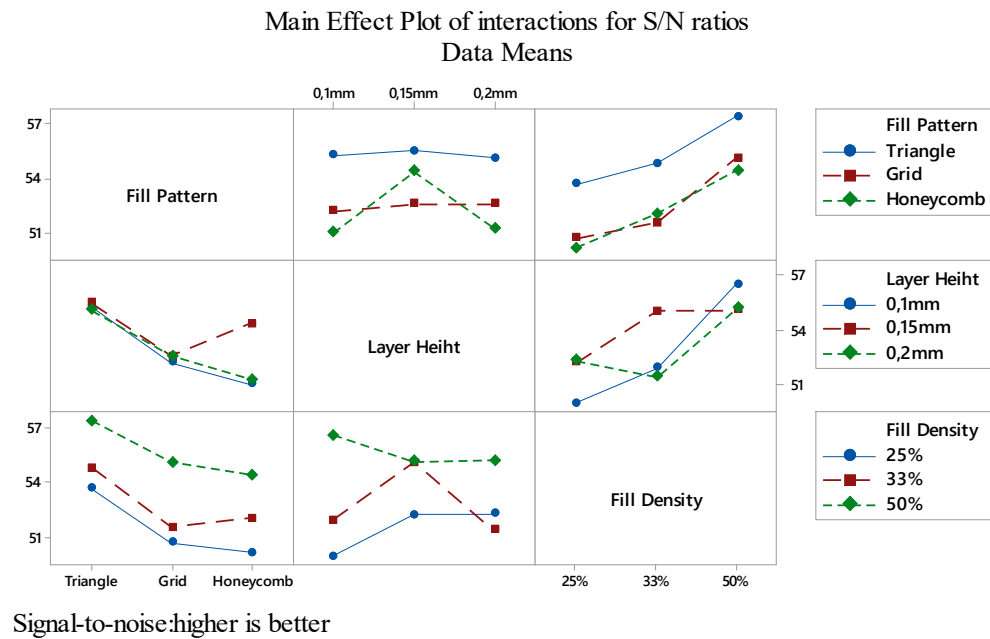 Main Effect Plot of interactions for S/N ratios
Data Means
0,1mm 0,15mm 0,2mm
57
54
51
Fill Pattern
Fill Pattern
Triangle
Grid
Honeycomb
Layer Heiht
57
54
51
Layer Heiht
0,1mm
0,15mm
0,2mm
57
54
51
Fill Density
Fill Density
25%
33%
50%
Triangle Grid Honeycomb
25% 33% 50%
Signal-to-noise:higher is better